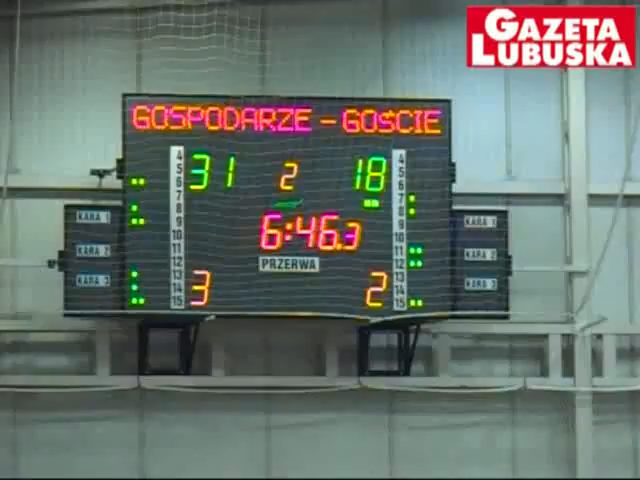 GAZETA
LUBUSKA
GOSPODARZE - GOŚCIE
31 2 18
6:46.3
PRZERWA
3 2
4
5
6
7
8
9
10
11
12
13
14
15
4
5
6
7
8
9
10
11
12
13
14
15
KARA 1
KARA 2
KARA 3
KARA 1
KARA 2
KARA 3